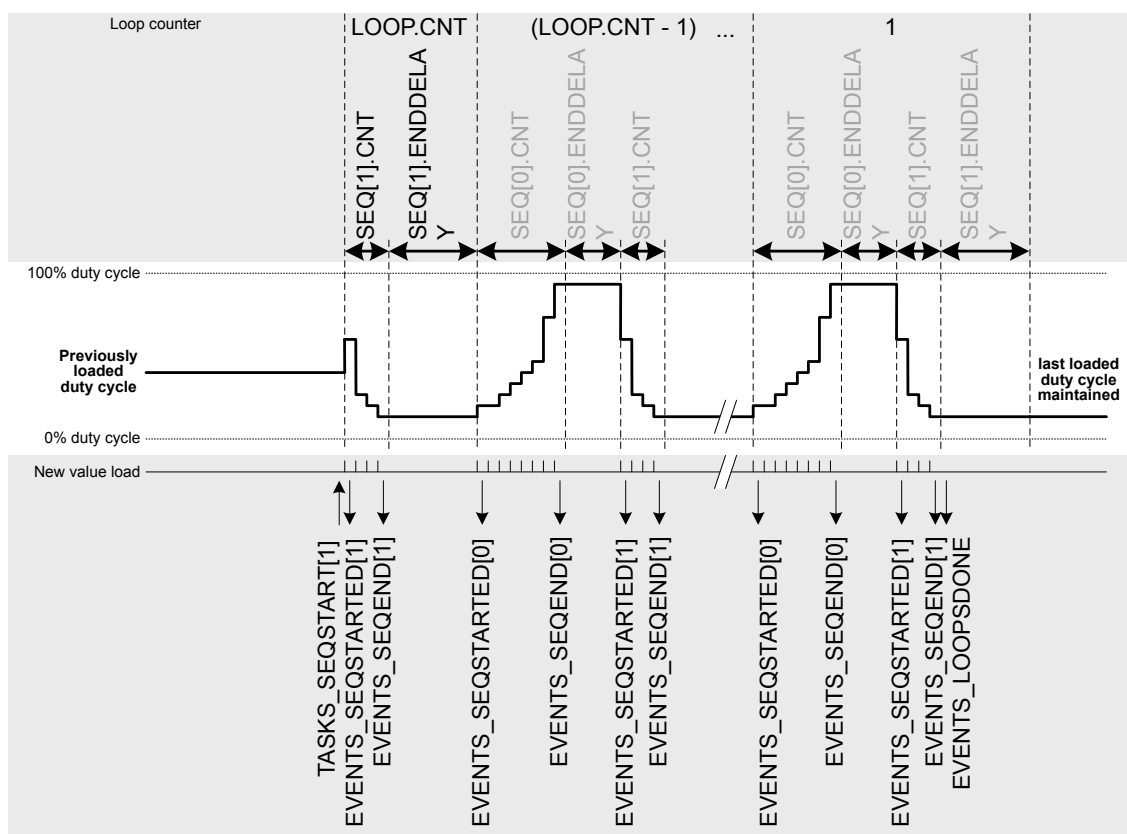 Loop counter
LOOP.CNT
(LOOP.CNT - 1) ...
1
SEQ[1].CNT
SEQ[1].ENDDELA
Y
SEQ[0].CNT
SEQ[0].ENDDELA
Y
SEQ[1].CNT
SEQ[0].CNT
SEQ[0].ENDDELA
Y
SEQ[1].CNT
SEQ[1].ENDDELA
Y
100% duty cycle
Previously
loaded
duty cycle
last loaded
duty cycle
maintained
0% duty cycle
New value load
TASKS_SEQSTART[1]
EVENTS_SEQSTARTED[1]
EVENTS_SEQEND[1]
EVENTS_SEQSTARTED[0]
EVENTS_SEQEND[0]
EVENTS_SEQSTARTED[1]
EVENTS_SEQEND[1]
EVENTS_SEQSTARTED[0]
EVENTS_SEQEND[0]
EVENTS_SEQSTARTED[1]
EVENTS_SEQEND[1]
EVENTS_LOOPSDONE